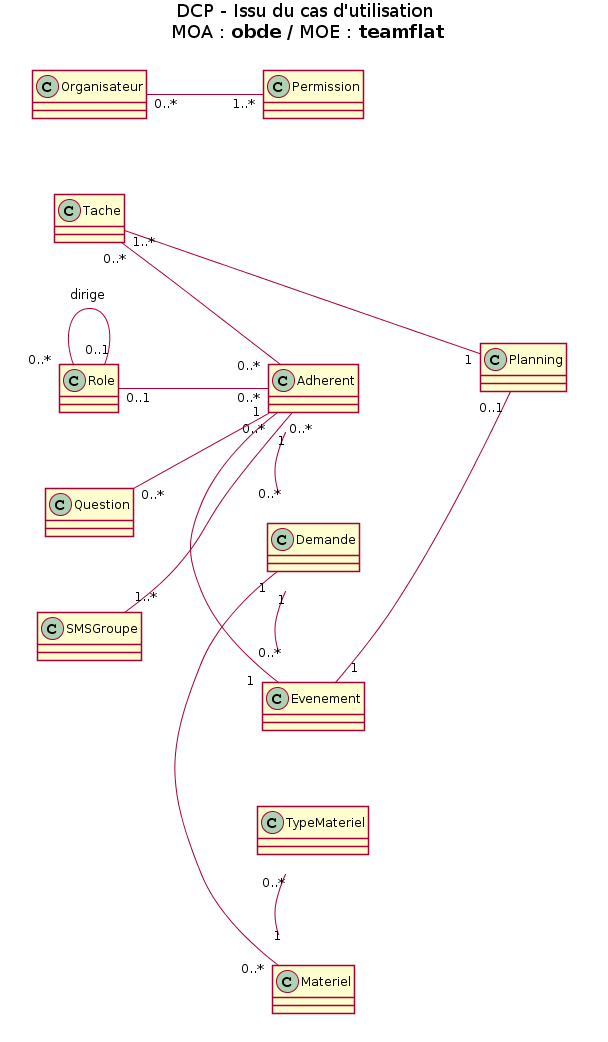 DCP - Issu du cas d'utilisation
MOA : obde / MOE : teamflat
C Organisateur
0..*
1..*
C Permission
C Tache
1..*
0..*
dirige
0..*
0..1
C Role
0..1
0..*
0..*
C Adherent
1
C Planning
1
0..*
0..*
1
0..1
C Question
0..*
0..*
C Demande
1
1
1..*
C SMSGroupe
0..*
1
1
C Evenement
C TypeMateriel
0..*
1
0..*
C Materiel